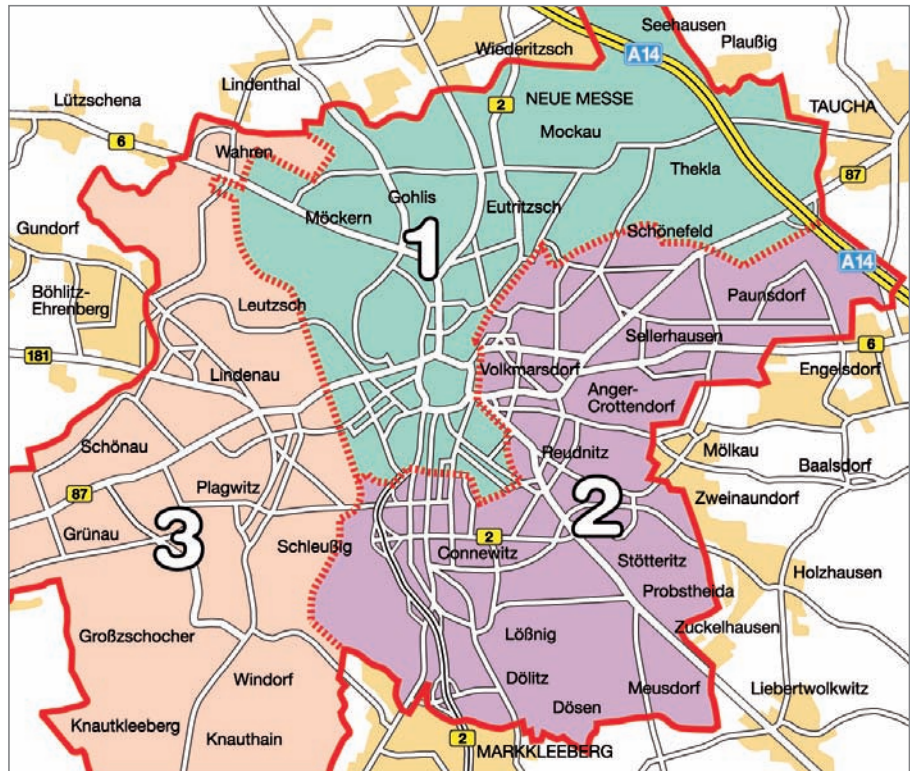 Seehausen
Plaußig
Wiederitzsch
A14
Lindenthal
Lützschena
2
NEUE MESSE
TAUCHA
Mockau
6
Wahren
Thekla
87
Gohlis
Eutritzsch
Möckern
Schönefeld
Gundorf
1
A14
Böhlitz-
Ehrenberg
Leutzsch
Paunsdorf
Sellerhausen
6
181
Lindenau
Volkmarsdorf
Engelsdorf
Anger-
Crottendorf
Schönau
Reudnitz
Mölkau
Baalsdorf
87
Plagwitz
Zweinaundorf
2
Grünau
3
Schleußig
2
Connewitz
Stötteritz
Holzhausen
Probstheida
Großzschocher
Lößnig
Zuckelhausen
Windorf
Dölitz
Meusdorf
Liebertwolkwitz
Dösen
Knautkleeberg
Knauthain
2
MARKKLEEBERG